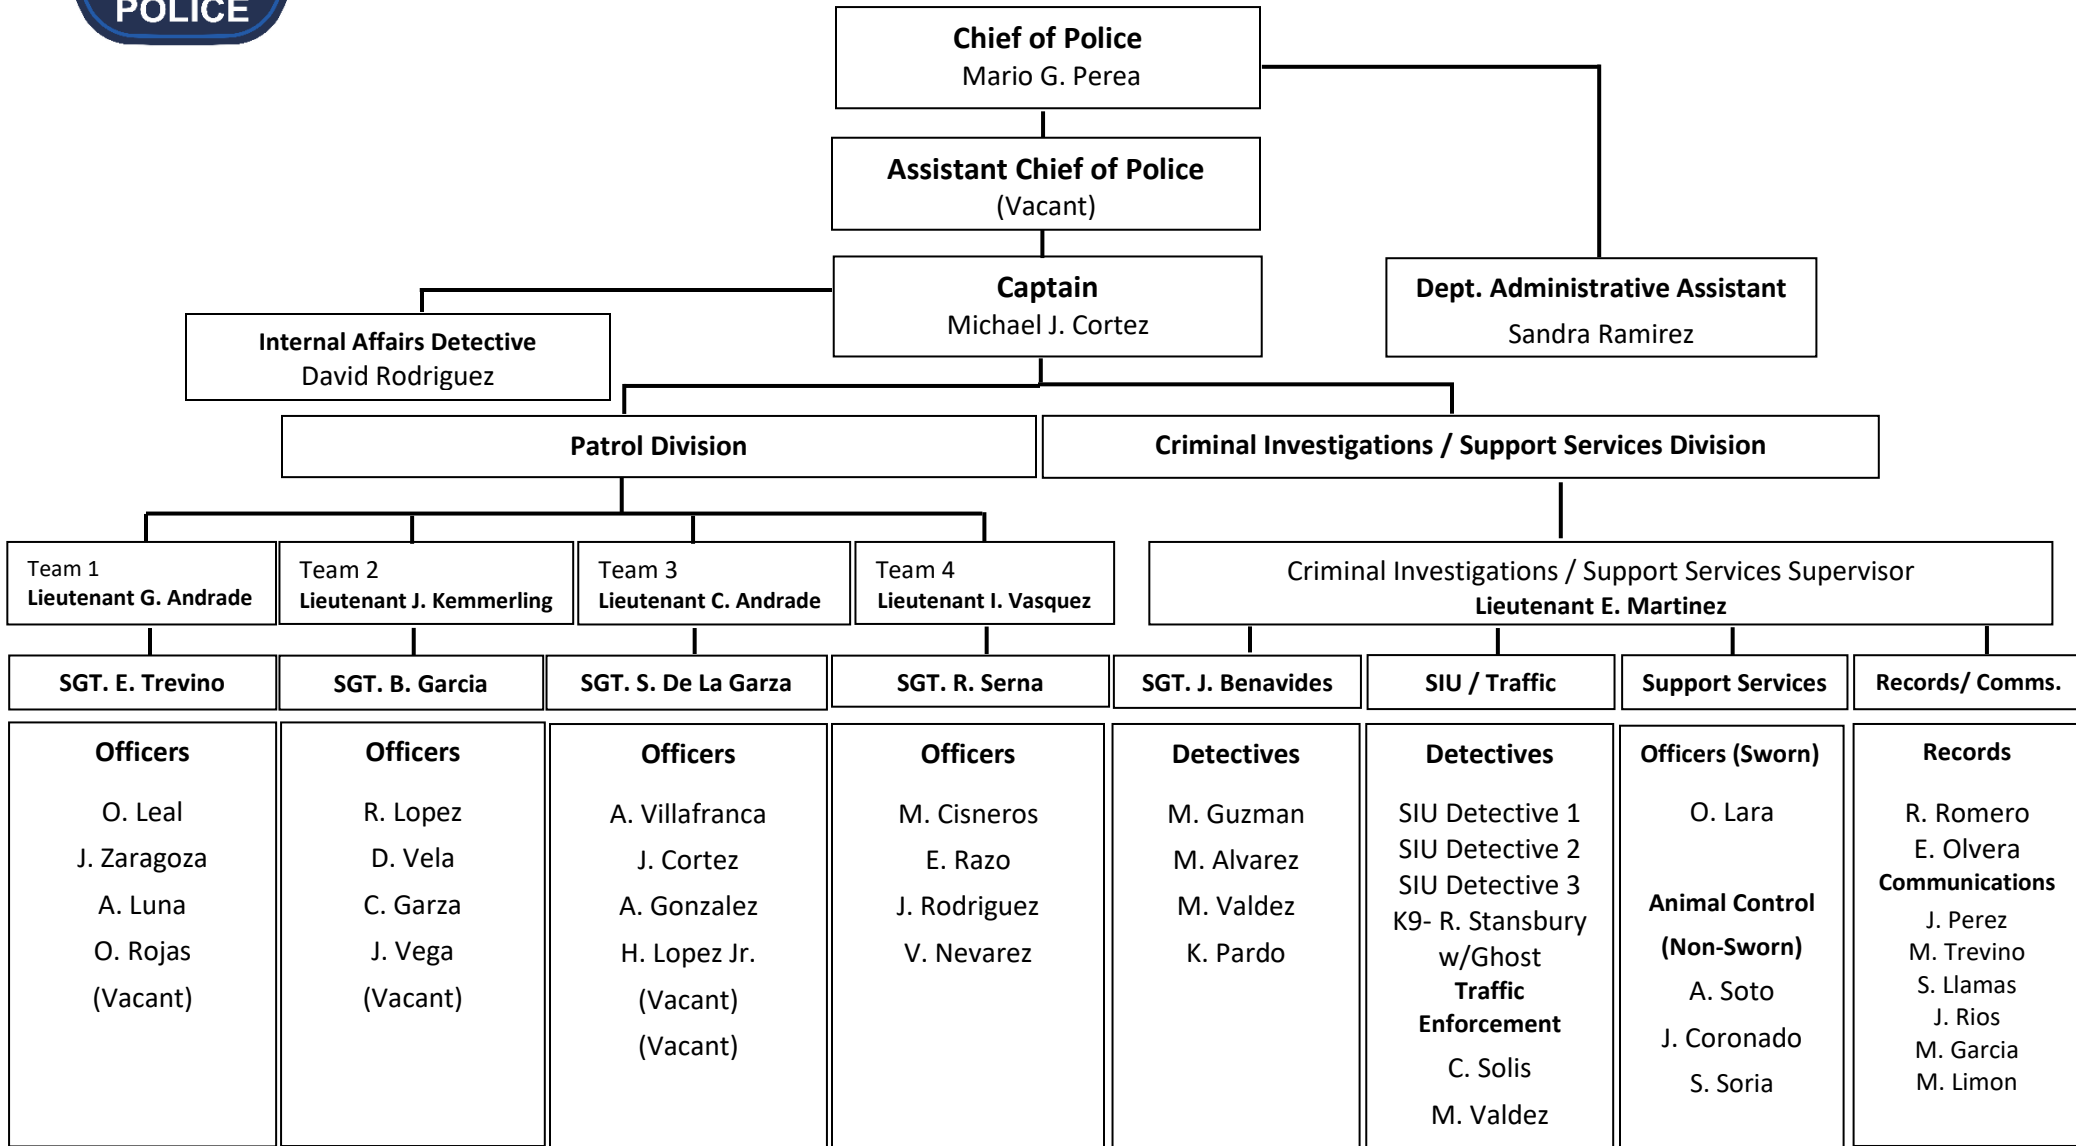 POLICE
Chief of Police
Mario G. Perea
Assistant Chief of Police
(Vacant)
Captain
Michael J. Cortez
Dept. Administrative Assistant
Sandra Ramirez
Internal Affairs Detective
David Rodriguez
Patrol Division
Criminal Investigations / Support Services Division
Team 1
Lieutenant G. Andrade
Team 2
Lieutenant J. Kemmerling
Team 3
Lieutenant C. Andrade
Team 4
Lieutenant I. Vasquez
Criminal Investigations / Support Services Supervisor
Lieutenant E. Martinez
SGT. E. Trevino
SGT. B. Garcia
SGT. S. De La Garza
SGT. R. Serna
SGT. J. Benavides
SIU / Traffic
Support Services
Records/ Comms.
Officers
O. Leal
J. Zaragoza
A. Luna
O. Rojas
(Vacant)
Officers
R. Lopez
D. Vela
C. Garza
J. Vega
(Vacant)
Officers
A. Villafranca
J. Cortez
A. Gonzalez
H. Lopez Jr.
(Vacant)
(Vacant)
Officers
M. Cisneros
E. Razo
J. Rodriguez
V. Nevarez
Detectives
M. Guzman
M. Alvarez
M. Valdez
K. Pardo
Detectives
SIU Detective 1
SIU Detective 2
SIU Detective 3
K9- R. Stansbury
w/Ghost
Traffic
Enforcement
C. Solis
M. Valdez
Officers (Sworn)
O. Lara
Animal Control
(Non-Sworn)
A. Soto
J. Coronado
S. Soria
Records
R. Romero
E. Olvera
Communications
J. Perez
M. Trevino
S. Llamas
J. Rios
M. Garcia
M. Limon